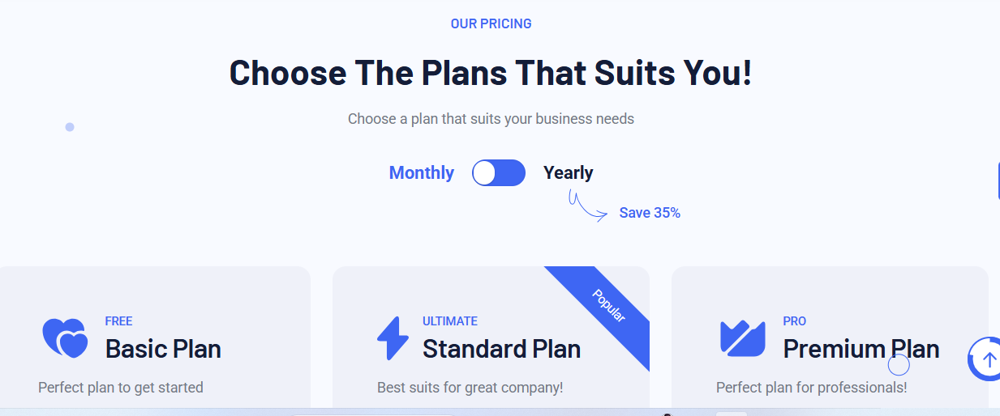 OUR PRICING
Choose The Plans That Suits You!
Choose a plan that suits your business needs
Monthly Yearly
Save 35%
FREE
Basic Plan
Perfect plan to get started
Popular
ULTIMATE
Standard Plan
Best suits for great company!
PRO
Premium Plan
Perfect plan for professionals!